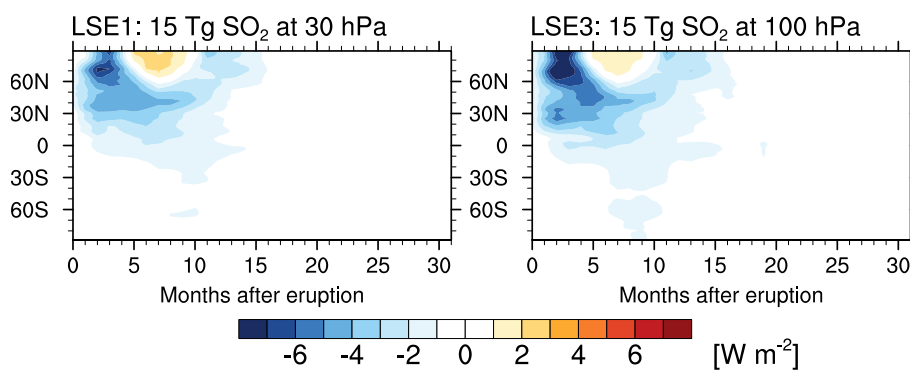 LSE1: 15 Tg SO₂ at 30 hPa
LSE3: 15 Tg SO₂ at 100 hPa
60N
30N
0
30S
60S
60N
30N
0
30S
60S
0 5 10 15 20 25 30
0 5 10 15 20 25 30
Months after eruption
Months after eruption
-6 -4 -2 0 2 4 6 [W m⁻²]